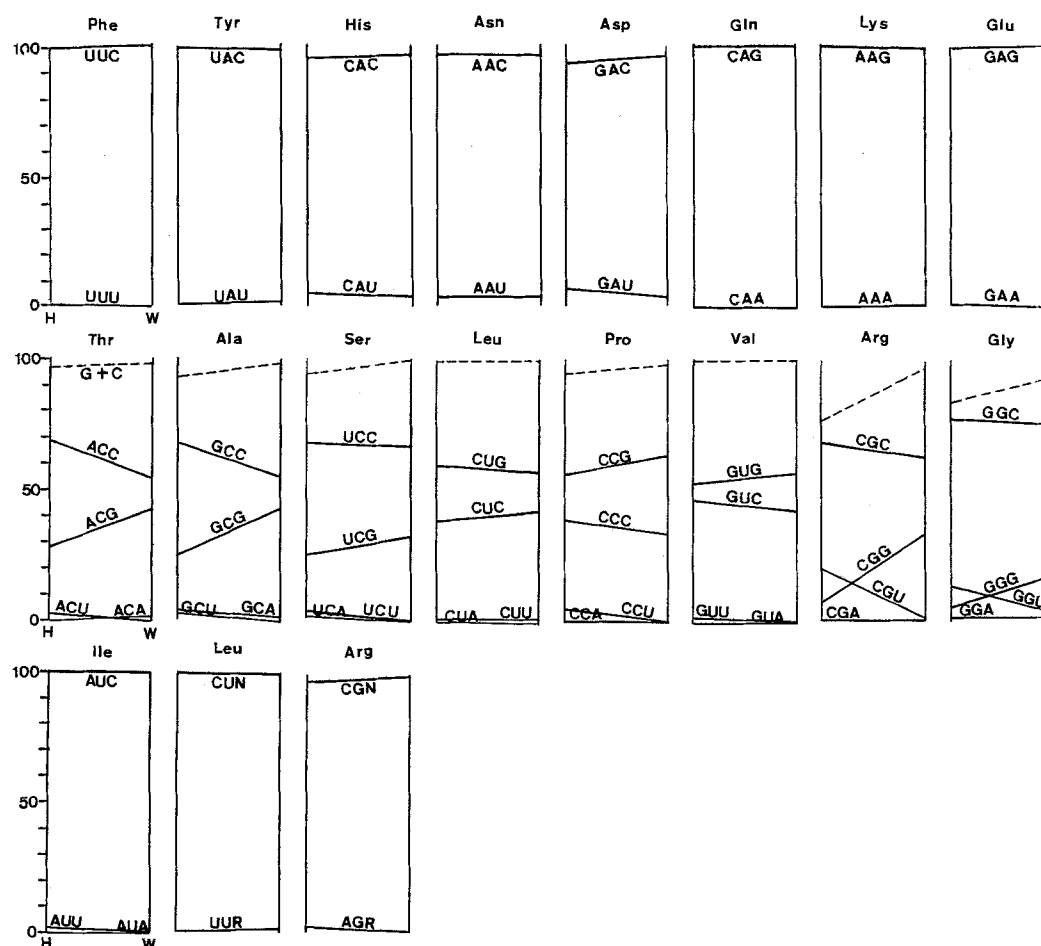 Phe Tyr His Asn Asp Gln Lys Glu
100 UUC UAC CAC AAC GAC CAG AAG GAG
50
0 UUU UAU CAU AAU GAU CAA AAA GAA
H W
Thr Ala Ser Leu Pro Val Arg Gly
100
G+C
ACC GCC UCC CUG CCG GUG CGC GGC
50
ACG GCG UCG CUC CCC GUC CGG GGG
CGU GGU
0 ACU ACA GCU GCA UCA UCU CUA CUU CCA CCU GUU GUA CGA GGA
H W
Ile Leu Arg
100 AUC CUN CGN
50
0 AUU AUA UUR AGR
H W